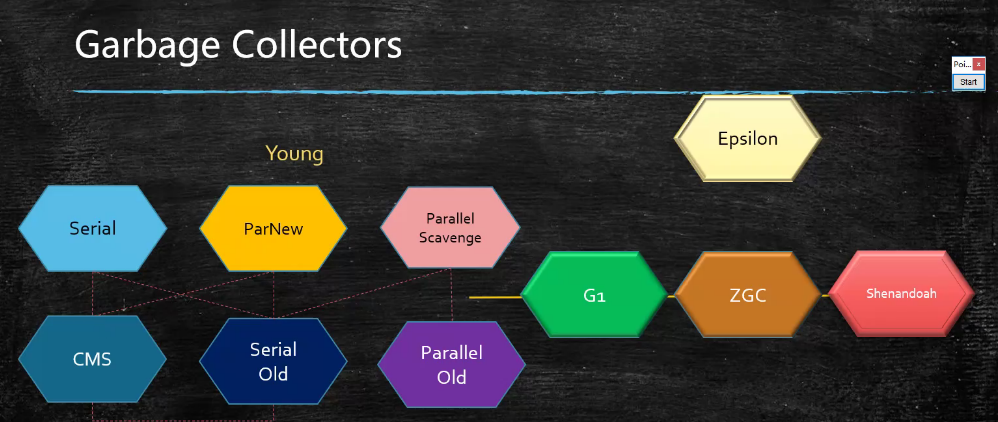 Garbage Collectors
Poi...
Start
Epsilon
Young
Serial
ParNew
Parallel
Scavenge
G1
ZGC
Shenandoah
CMS
Serial
Old
Parallel
Old